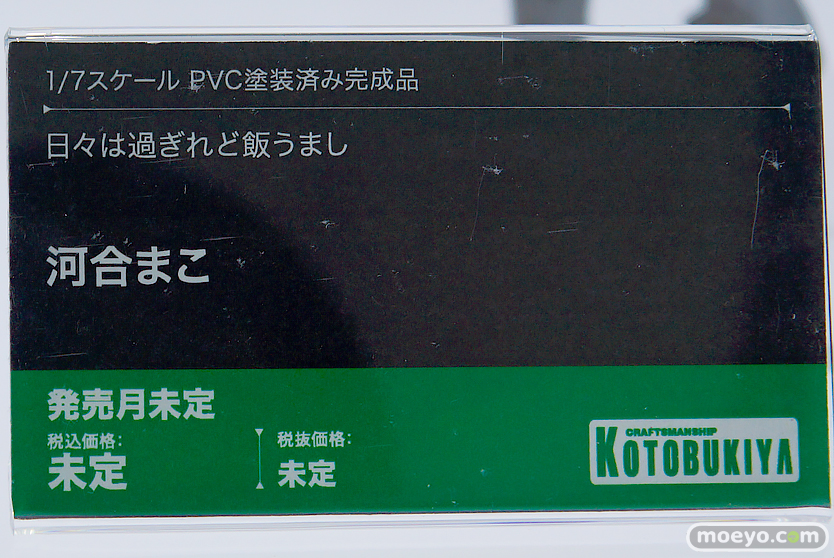 1/7スケール PVC塗装済み完成品
日々は過ぎれど飯うまし
河合まこ
発売月未定
税込価格:
未定
税抜価格:
未定
CRAFTSMANSHIP
KOTOBUKIYA
moeyo.com